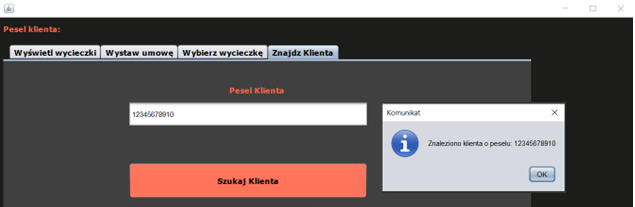 Pesel klienta:
Wyświetl wycieczki Wystaw umowę Wybierz wycieczkę Znajdz Klienta
Pesel Klienta
12345678910
Szukaj Klienta
Komunikat
Znaleziono klienta o peselu: 12345678910
OK